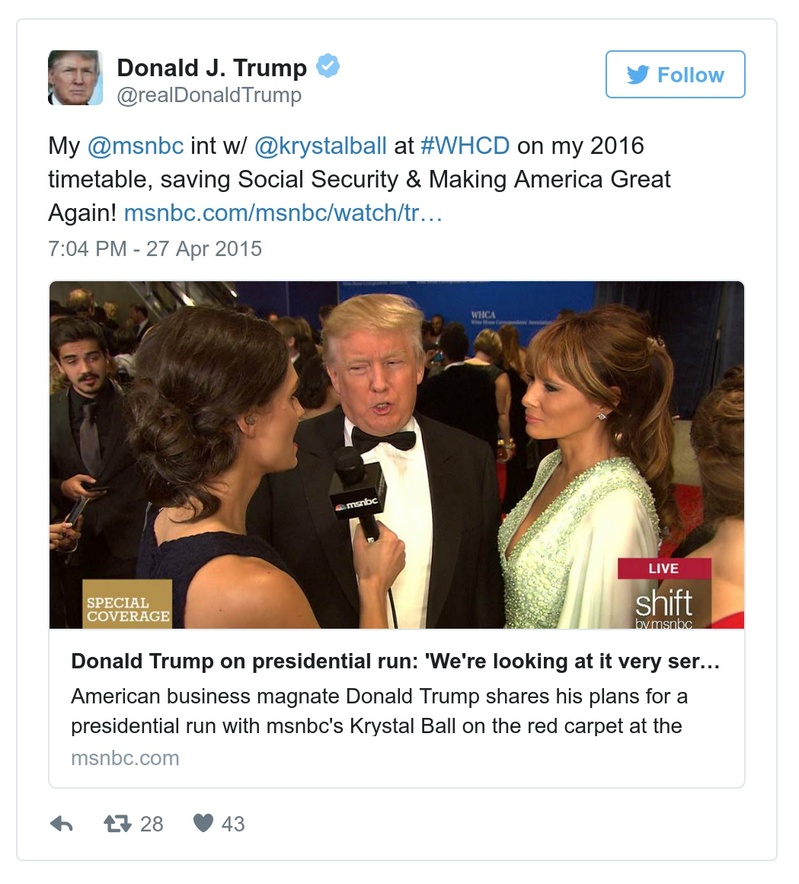 Donald J. Trump
Follow
@realDonaldTrump
My @msnbc int w/ @krystalball at #WHCD on my 2016
timetable, saving Social Security & Making America Great
Again! msnbc.com/msnbc/watch/tr…
7:04 PM - 27 Apr 2015
WHCA
msnbc
LIVE
SPECIAL
COVERAGE
shift
by msnbc
Donald Trump on presidential run: 'We're looking at it very ser…
American business magnate Donald Trump shares his plans for a
presidential run with msnbc's Krystal Ball on the red carpet at the
msnbc.com
28
43